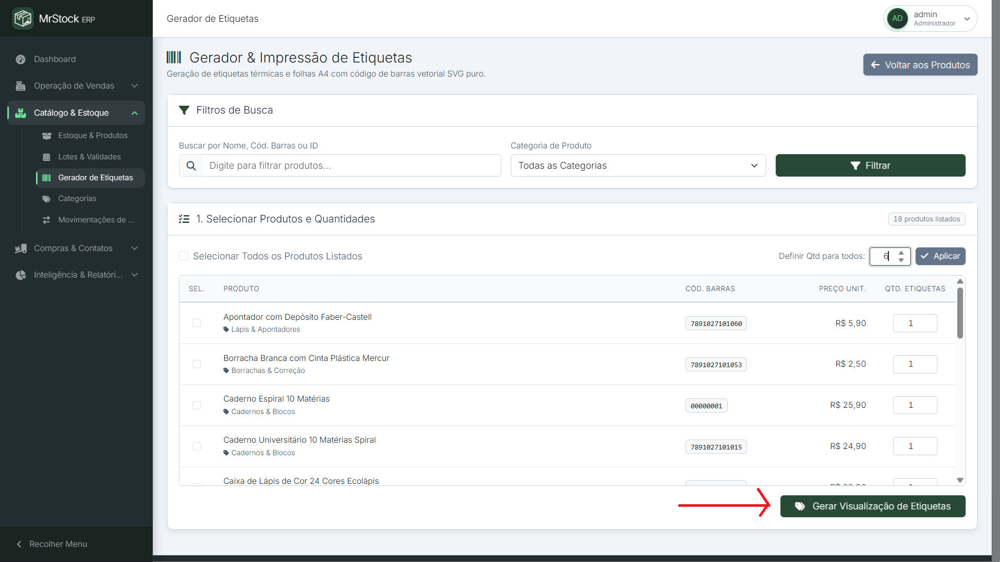 MrStock ERP
Gerador de Etiquetas
AD
admin
Administrador
Dashboard
Operação de Vendas
Catálogo & Estoque
Estoque & Produtos
Lotes & Validades
Gerador de Etiquetas
Categorias
Movimentações de ...
Compras & Contatos
Inteligência & Relatóri...
Recolher Menu
Gerador & Impressão de Etiquetas
Geração de etiquetas térmicas e folhas A4 com código de barras vetorial SVG puro.
Voltar aos Produtos
Filtros de Busca
Buscar por Nome, Cód. Barras ou ID
Categoria de Produto
Digite para filtrar produtos...
Todas as Categorias
Filtrar
1. Selecionar Produtos e Quantidades
18 produtos listados
Selecionar Todos os Produtos Listados
Definir Qtd para todos: 6 Aplicar
SEL. PRODUTO CÓD. BARRAS PREÇO UNIT. QTD. ETIQUETAS
Apontador com Depósito Faber-Castell
Lápis & Apontadores
7891027101060 R$ 5,90 1
Borracha Branca com Cinta Plástica Mercur
Borrachas & Correção
7891027101053 R$ 2,50 1
Caderno Espiral 10 Matérias
Cadernos & Blocos
00000001 R$ 25,90 1
Caderno Universitário 10 Matérias Spiral
Cadernos & Blocos
7891027101015 R$ 24,90 1
Caixa de Lápis de Cor 24 Cores Ecolápis
Gerar Visualização de Etiquetas